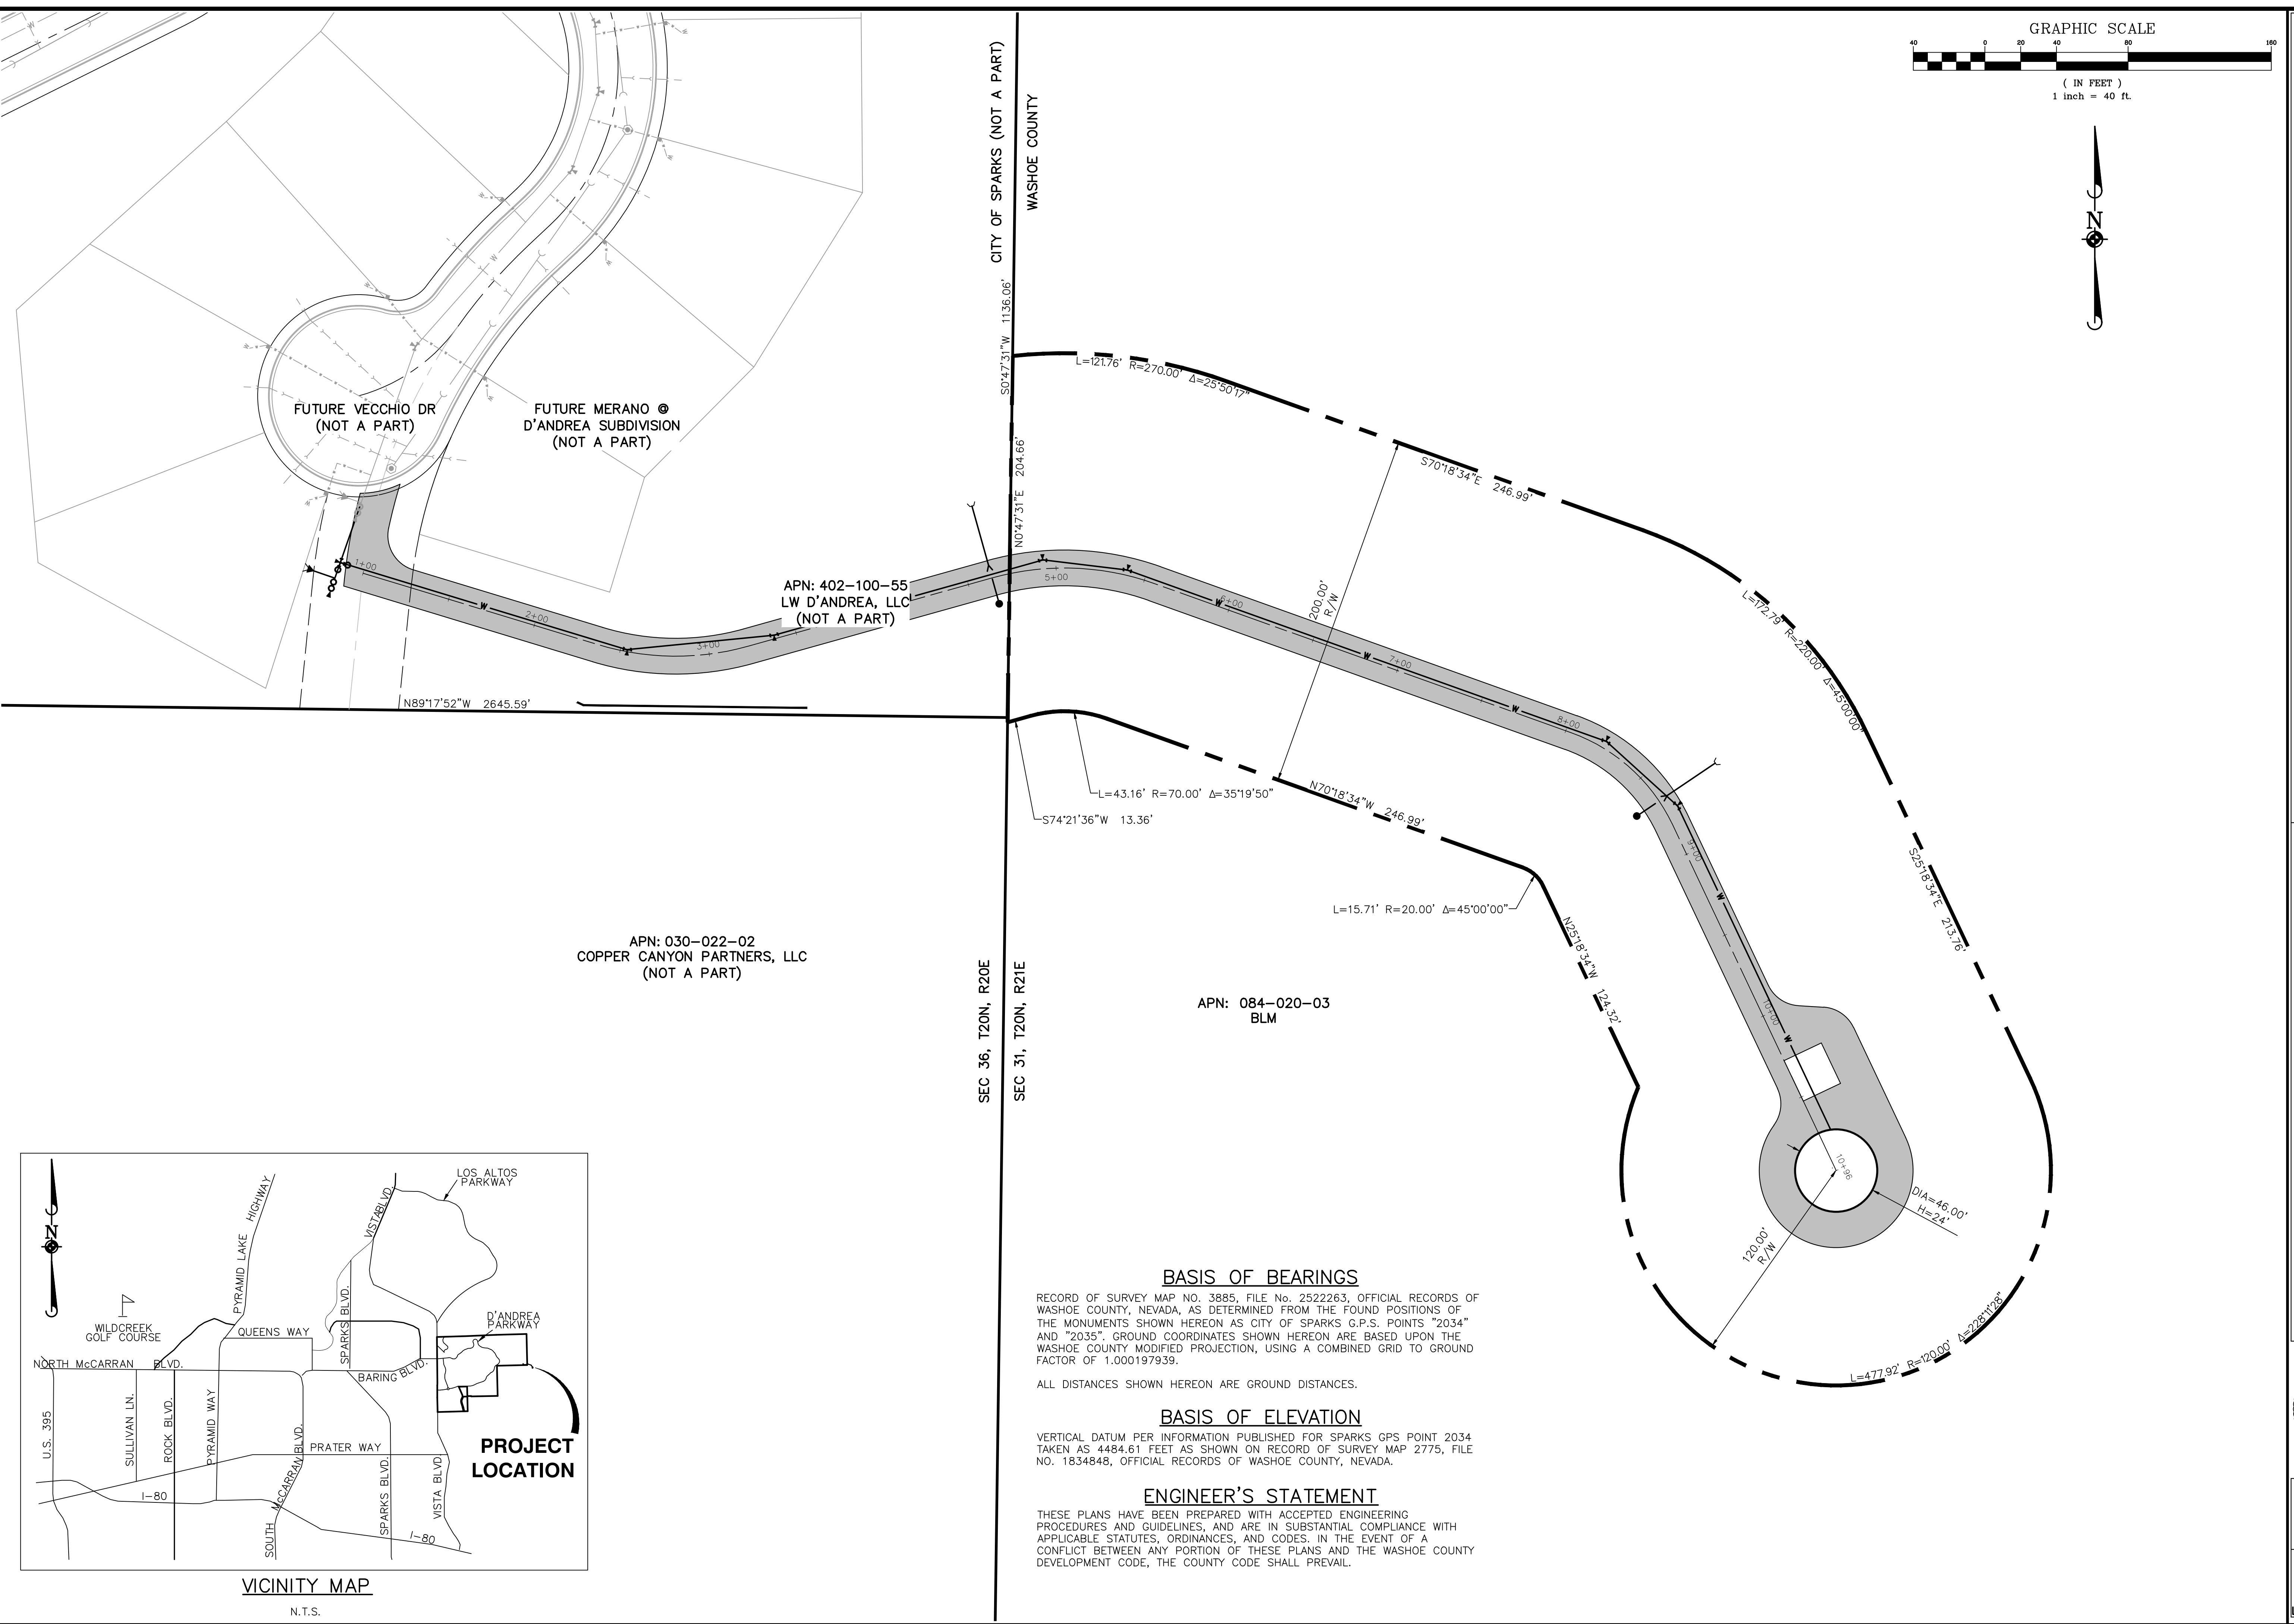 GRAPHIC SCALE
40 0 20 40 80 160
( IN FEET )
1 inch = 40 ft.
N
CITY OF SPARKS (NOT A PART)
WASHOE COUNTY
S0°47'31"W 1136.06'
N0°47'31"E 204.66'
L=121.76' R=270.00' Δ=25°50'17"
S70°18'34"E 246.99'
L=172.79' R=220.00' Δ=45°00'00"
S25°18'34"E 213.76'
200.00'
R/W
FUTURE VECCHIO DR
(NOT A PART)
FUTURE MERANO @
D'ANDREA SUBDIVISION
(NOT A PART)
APN: 402-100-55
LW D'ANDREA, LLC
(NOT A PART)
1+00
2+00
3+00
5+00
6+00
7+00
8+00
9+00
10+00
10+96
W
W
W
W
W
W
W
N89°17'52"W 2645.59'
L=43.16' R=70.00' Δ=35°19'50"
S74°21'36"W 13.36'
N70°18'34"W 246.99'
L=15.71' R=20.00' Δ=45°00'00"
N25°18'34"W 124.32'
APN: 030-022-02
COPPER CANYON PARTNERS, LLC
(NOT A PART)
SEC 36, T20N, R20E
SEC 31, T20N, R21E
APN: 084-020-03
BLM
DIA=46.00'
H=24'
120.00'
R/W
L=477.92' R=120.00' Δ=228°11'28"
BASIS OF BEARINGS
RECORD OF SURVEY MAP NO. 3885, FILE No. 2522263, OFFICIAL RECORDS OF
WASHOE COUNTY, NEVADA, AS DETERMINED FROM THE FOUND POSITIONS OF
THE MONUMENTS SHOWN HEREON AS CITY OF SPARKS G.P.S. POINTS "2034"
AND "2035". GROUND COORDINATES SHOWN HEREON ARE BASED UPON THE
WASHOE COUNTY MODIFIED PROJECTION, USING A COMBINED GRID TO GROUND
FACTOR OF 1.000197939.
ALL DISTANCES SHOWN HEREON ARE GROUND DISTANCES.
BASIS OF ELEVATION
VERTICAL DATUM PER INFORMATION PUBLISHED FOR SPARKS GPS POINT 2034
TAKEN AS 4484.61 FEET AS SHOWN ON RECORD OF SURVEY MAP 2775, FILE
NO. 1834848, OFFICIAL RECORDS OF WASHOE COUNTY, NEVADA.
ENGINEER'S STATEMENT
THESE PLANS HAVE BEEN PREPARED WITH ACCEPTED ENGINEERING
PROCEDURES AND GUIDELINES, AND ARE IN SUBSTANTIAL COMPLIANCE WITH
APPLICABLE STATUTES, ORDINANCES, AND CODES. IN THE EVENT OF A
CONFLICT BETWEEN ANY PORTION OF THESE PLANS AND THE WASHOE COUNTY
DEVELOPMENT CODE, THE COUNTY CODE SHALL PREVAIL.
N
LOS ALTOS
PARKWAY
PYRAMID LAKE HIGHWAY
VISTA BLVD.
WILDCREEK
GOLF COURSE
QUEENS WAY
SPARKS BLVD.
D'ANDREA
PARKWAY
NORTH McCARRAN BLVD.
BARING BLVD.
U.S. 395
SULLIVAN LN.
ROCK BLVD.
PYRAMID WAY
SOUTH McCARRAN BLVD.
PRATER WAY
SPARKS BLVD.
VISTA BLVD.
I-80
I-80
PROJECT
LOCATION
VICINITY MAP
N.T.S.